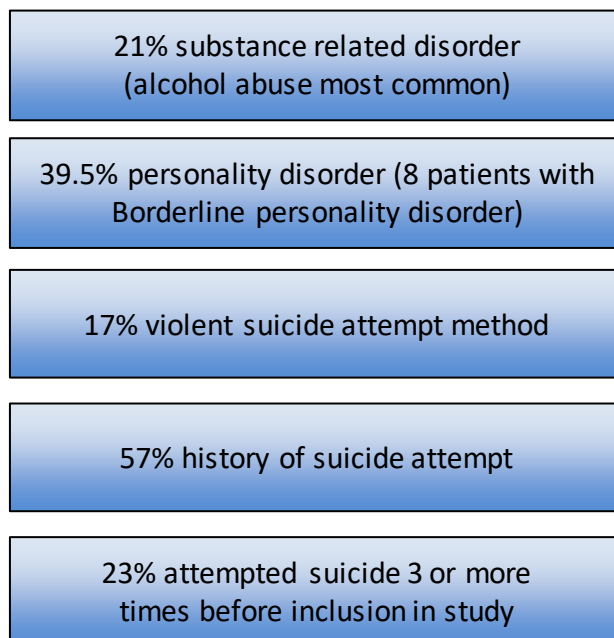 21% substance related disorder
(alcohol abuse most common)
39.5% personality disorder (8 patients with
Borderline personality disorder)
17% violent suicide attempt method
57% history of suicide attempt
23% attempted suicide 3 or more
times before inclusion in study